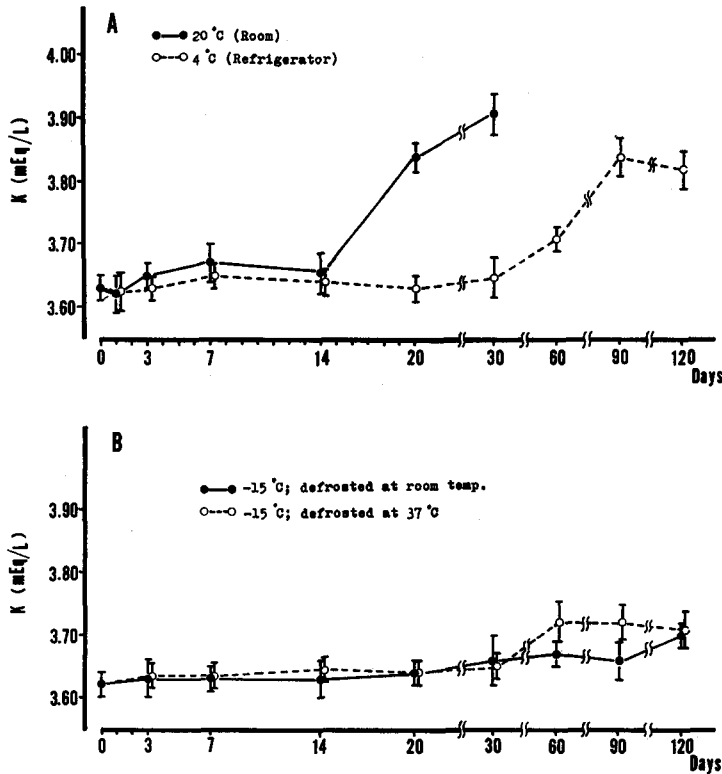 A
20 °C (Room)
4 °C (Refrigerator)
4.00
3.90
3.80
3.70
3.60
K (mEq/L)
0 3 7 14 20 30 60 90 120
Days
B
-15 °C; defrosted at room temp.
-15 °C; defrosted at 37 °C
3.90
3.80
3.70
3.60
K (mEq/L)
0 3 7 14 20 30 60 90 120
Days